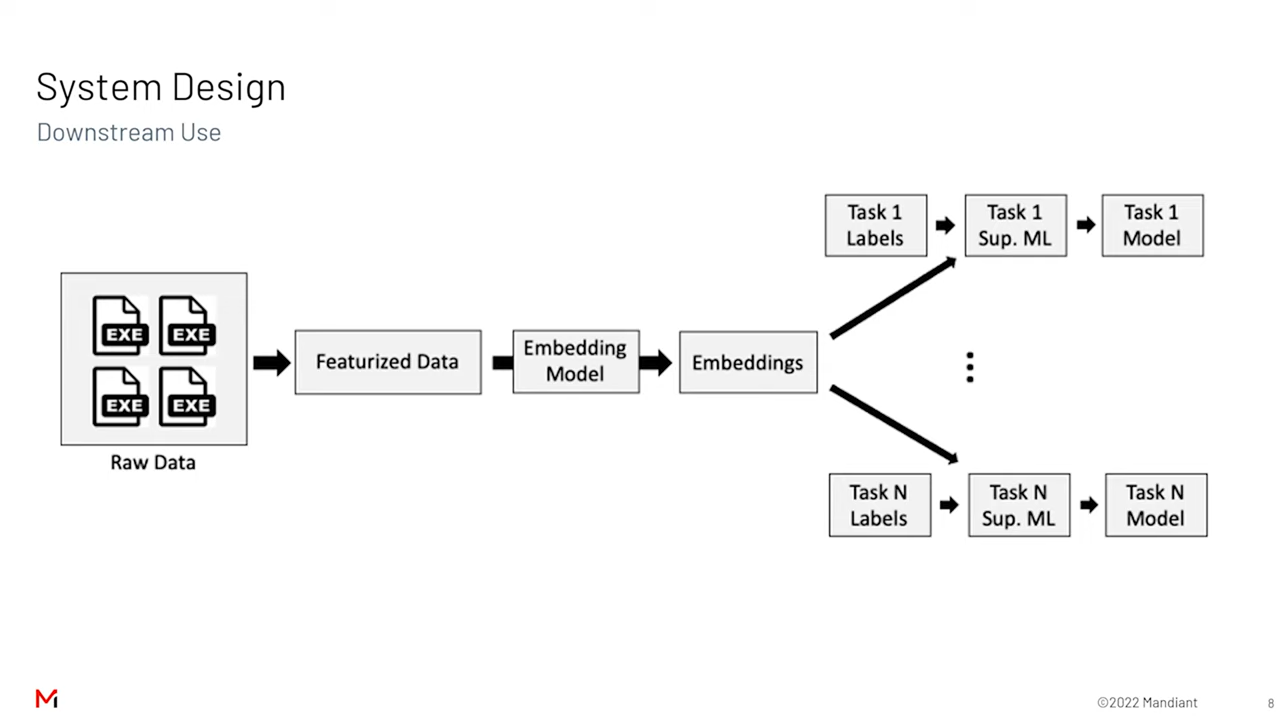 System Design
Downstream Use
EXE
EXE
EXE
EXE
Raw Data
Featurized Data
Embedding
Model
Embeddings
Task 1
Labels
Task 1
Sup. ML
Task 1
Model
Task N
Labels
Task N
Sup. ML
Task N
Model
©2022 Mandiant
8